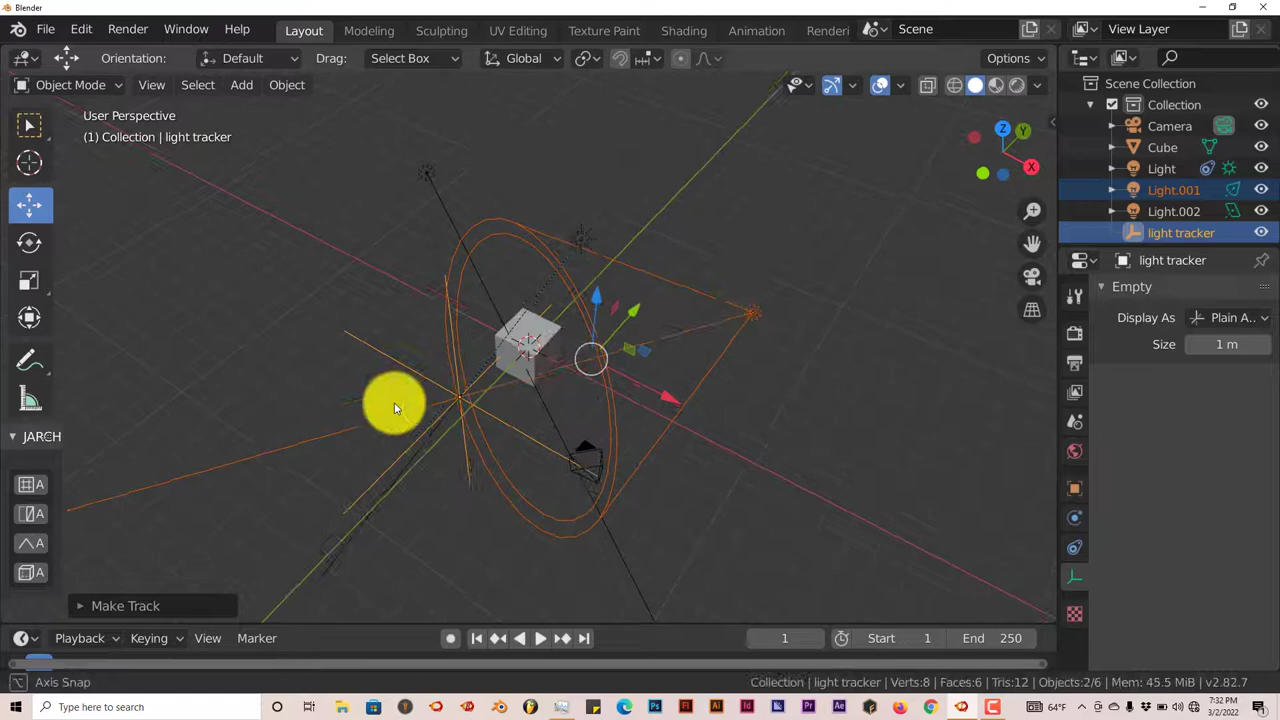 Blender
File Edit Render Window Help Layout Modeling Sculpting UV Editing Texture Paint Shading Animation Renderi Scene View Layer
Orientation: Default Drag: Select Box Global Options
Object Mode View Select Add Object
User Perspective
(1) Collection | light tracker
Z
Y
X
Scene Collection
Collection
Camera
Cube
Light
Light.001
Light.002
light tracker
light tracker
Empty
Display As Plain A..
Size 1 m
JARCH
A
A
A
A
Make Track
Playback Keying View Marker 1 Start 1 End 250
Axis Snap Collection | light tracker | Verts:8 | Faces:6 | Tris:12 | Objects:2/6 | Mem: 45.5 MiB | v2.82.7
Type here to search
64°F
7:32 PM
3/2/2022